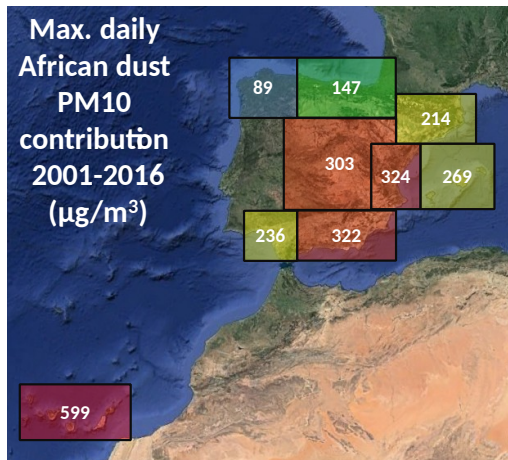 Max. daily
African dust
PM10
contribution
2001-2016
(µg/m³)
89
147
214
303
324
269
236
322
599